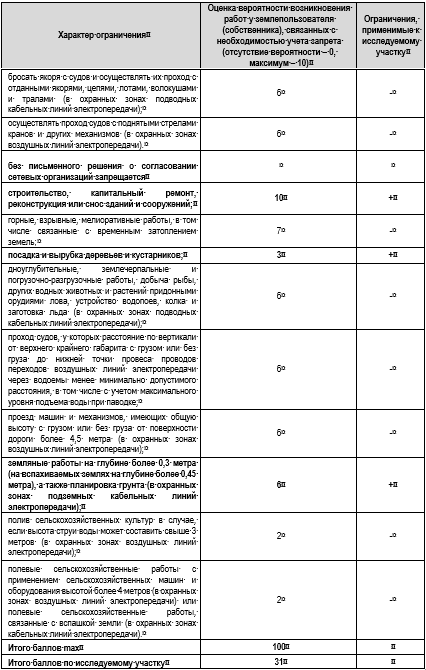 Характер·ограничения¤
Оценка·вероятности·возникновения·
работ·у·землепользователя·
(собственника),·связанных·с·
необходимостью·учета·запрета·
(отсутствие·вероятности·–·0,·
максимум·–·10)¤
Ограничения,·
применимые·к·
исследуемому·
участку¤
бросать·якоря·с·судов·и·осуществлять·их·проход·с·
отданными·якорями,·цепями,·лотами,·волокушами·
и· тралами· (в· охранных· зонах· подводных·
кабельных·линий·электропередачи);¤
6¤
-¤
осуществлять·проход·судов·с·поднятыми·стрелами·
кранов· и· других· механизмов· (в· охранных· зонах·
воздушных·линий·электропередачи).¤
6¤
-¤
без· письменного· решения· о· согласовании·
сетевых·организаций·запрещается¤
¤
¤
строительство,· капитальный· ремонт,·
реконструкция·или·снос·зданий·и·сооружений;¤
10¤
+¤
горные,·взрывные,·мелиоративные·работы,·в·том·
числе· связанные· с· временным· затоплением·
земель;¤
7¤
-¤
посадка·и·вырубка·деревьев·и·кустарников;¤
3¤
+¤
дноуглубительные,· землечерпальные· и·
погрузочно-разгрузочные· работы,· добыча· рыбы,·
других·водных·животных·и·растений·придонными·
орудиями· лова,· устройство· водопоев,· колка· и·
заготовка· льда· (в· охранных· зонах· подводных·
кабельных·линий·электропередачи);¤
6¤
-¤
проход·судов,·у·которых·расстояние·по·вертикали·
от·верхнего·крайнего·габарита·с·грузом·или·без·
груза· до· нижней· точки· провеса· проводов·
переходов· воздушных· линий· электропередачи·
через· водоемы· менее· минимально· допустимого·
расстояния,·в·том·числе·с·учетом·максимального·
уровня·подъема·воды·при·паводке;¤
6¤
-¤
проезд· машин· и· механизмов,· имеющих· общую·
высоту· с· грузом· или· без· груза· от· поверхности·
дороги· более· 4,5· метра· (в· охранных· зонах·
воздушных·линий·электропередачи);¤
6¤
-¤
земляные·работы·на·глубине·более·0,3·метра·
(на·вспахиваемых·землях·на·глубине·более·0,45·
метра),·а·также·планировка·грунта·(в·охранных·
зонах· подземных· кабельных· линий·
электропередачи);¤
6¤
+¤
полив· сельскохозяйственных· культур· в· случае,·
если·высота·струи·воды·может·составить·свыше·3·
метров· (в· охранных· зонах· воздушных· линий·
электропередачи);¤
2¤
-¤
полевые· сельскохозяйственные· работы· с·
применением· сельскохозяйственных· машин· и·
оборудования·высотой·более·4·метров·(в·охранных·
зонах· воздушных· линий· электропередачи)· или·
полевые· сельскохозяйственные· работы,·
связанные· с· вспашкой· земли· (в· охранных· зонах·
кабельных·линий·электропередачи).¤
2¤
-¤
Итого·баллов·max¤
100¤
¤
Итого·баллов·по·исследуемому·участку¤
31¤
¤